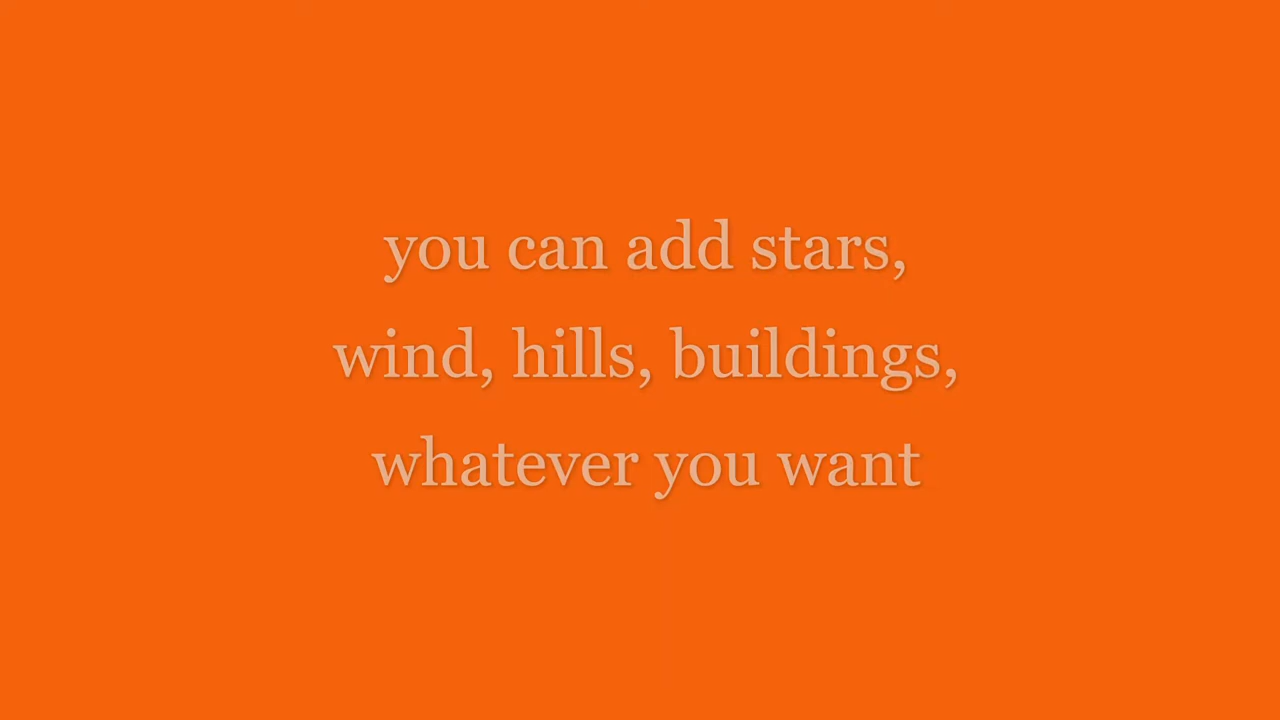 you can add stars,
wind, hills, buildings,
whatever you want